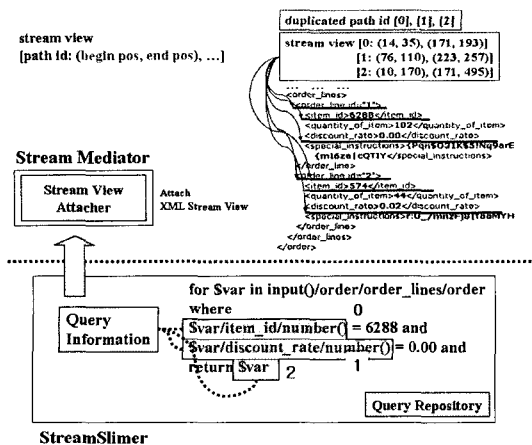 duplicated path id [0], [1], [2]
stream view
[path id: (begin pos, end pos), ...]
stream view [0: (14, 35), (171, 193)]
[1: (76, 110), (223, 257)]
[2: (10, 170), (171, 495)]
... ... ...
<order_lines>
<order_line id="1">
<item_id>6288</item_id>
<quantity_of_item>102</quantity_of_item>
<discount_rate>0.00</discount_rate>
</special_instructions>
</order_line>
<order_line id="2">
<item_id>574</item_id>
<quantity_of_item>44</quantity_of_item>
<discount_rate>0.02</discount_rate>
</order_line>
</order_lines>
</order>
Stream Mediator
Stream View
Attacher
Attach
XML Stream View
for $var in input()/order/order_lines/order
where 0
Query
Information
$var/item_id/number() = 6288 and
$var/discount_rate/number() = 0.00 and
return $var 2 1
Query Repository
StreamSlimer